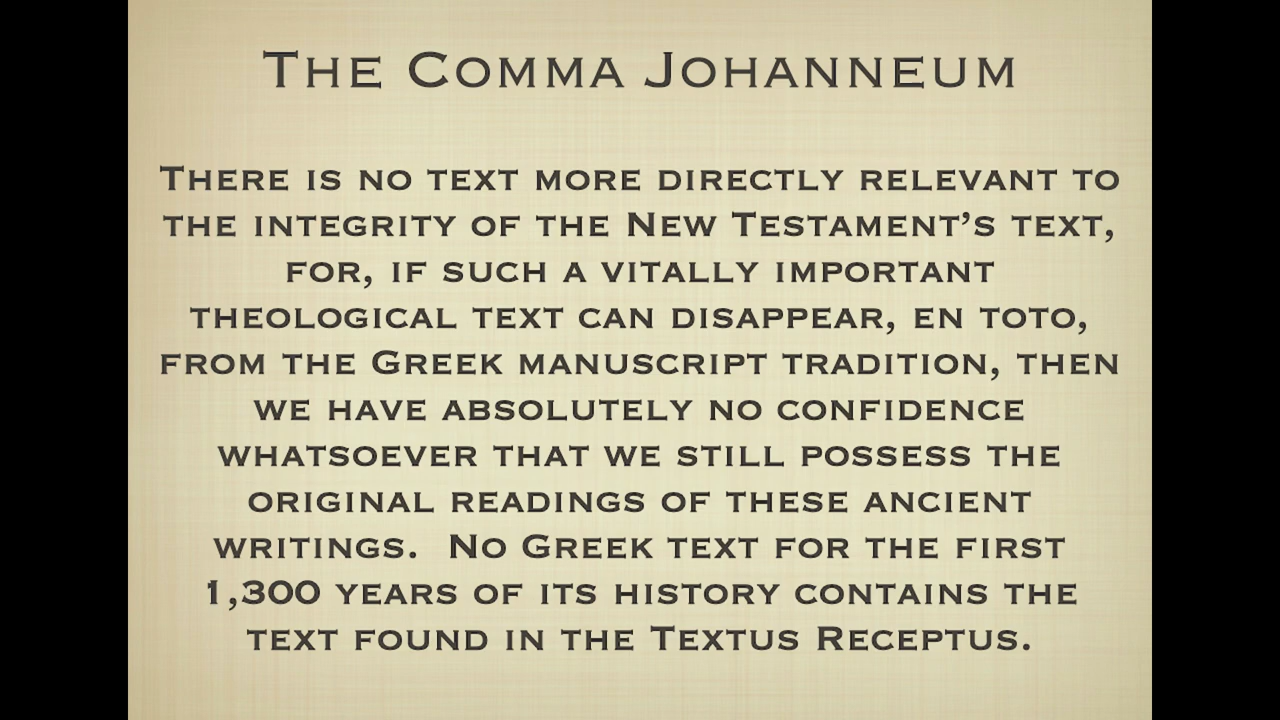 The Comma Johanneum
There is no text more directly relevant to
the integrity of the New Testament’s text,
for, if such a vitally important
theological text can disappear, en toto,
from the Greek manuscript tradition, then
we have absolutely no confidence
whatsoever that we still possess the
original readings of these ancient
writings.  No Greek text for the first
1,300 years of its history contains the
text found in the Textus Receptus.